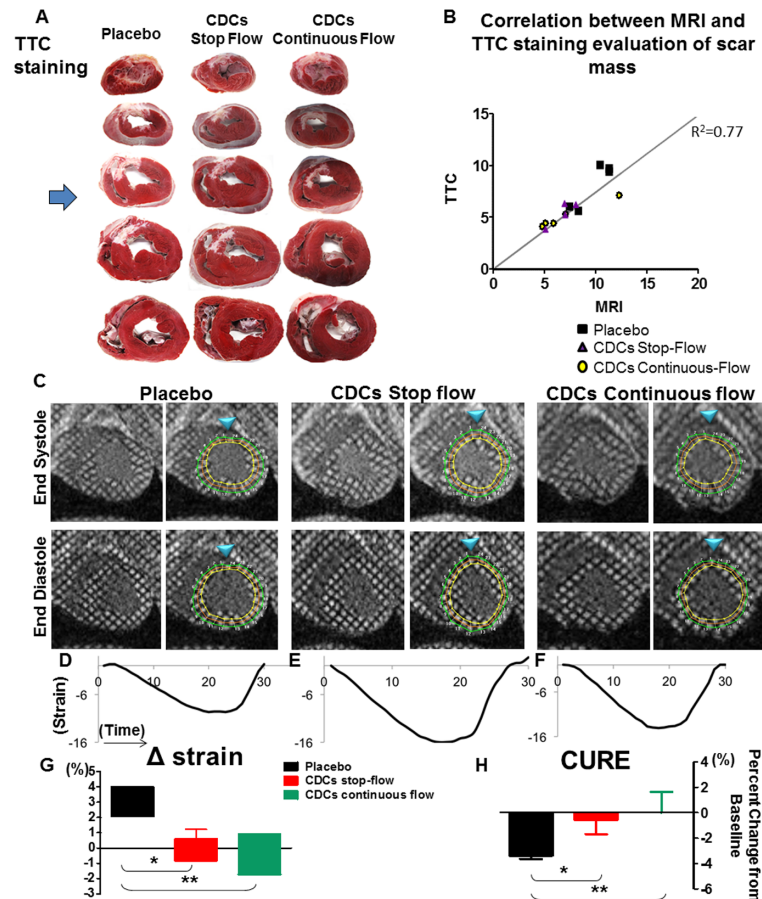 A
Placebo
CDCs
Stop Flow
CDCs
Continuous Flow
TTC
staining
B
Correlation between MRI and
TTC staining evaluation of scar
mass
15
10
5
0
TTC
R²=0.77
0
5
10
15
20
MRI
Placebo
CDCs Stop-Flow
CDCs Continuous-Flow
C
Placebo
CDCs Stop flow
CDCs Continuous flow
End Systole
End Diastole
D
0
10
20
30
-6
-16
(Strain)
(Time)
E
0
10
20
30
-6
-16
F
0
10
20
30
-6
-16
G
(%)
Δ strain
5
4
3
2
1
0
-1
-2
-3
*
**
Placebo
CDCs stop-flow
CDCs continuous flow
H
CURE
(%)
4
2
0
-2
-4
-6
Percent Change from
Baseline
*
**